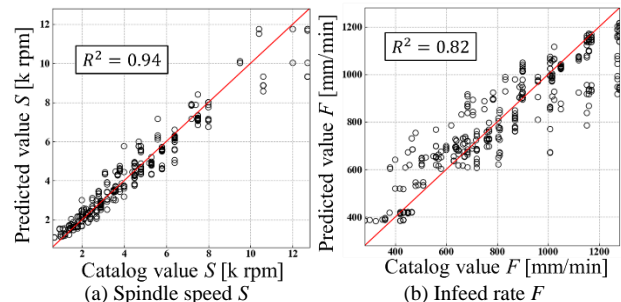 R² = 0.94
Predicted value S [k rpm]
12
10
8
6
4
2
2 4 6 8 10 12
Catalog value S [k rpm]
(a) Spindle speed S
R² = 0.82
Predicted value F [mm/min]
1200
1000
800
600
400
400 600 800 1000 1200
Catalog value F [mm/min]
(b) Infeed rate F